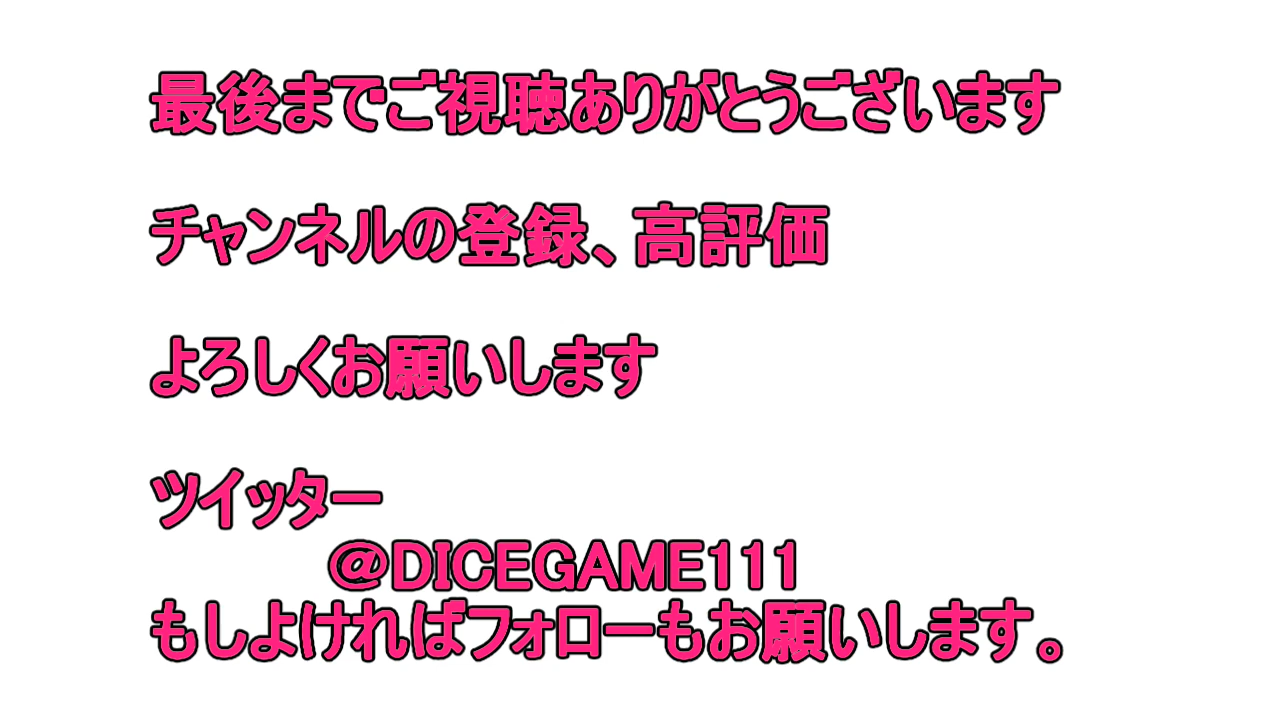 最後までご視聴ありがとうございます
チャンネルの登録、高評価
よろしくお願いします
ツイッター
@DICEGAME111
もしよければフォローもお願いします。